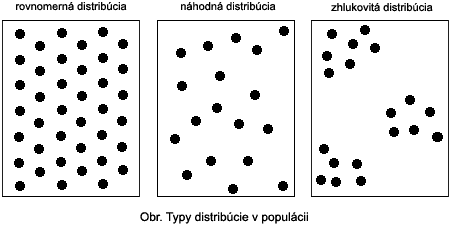 rovnomerná distribúcia
náhodná distribúcia
zhlukovitá distribúcia
Obr. Typy distribúcie v populácii